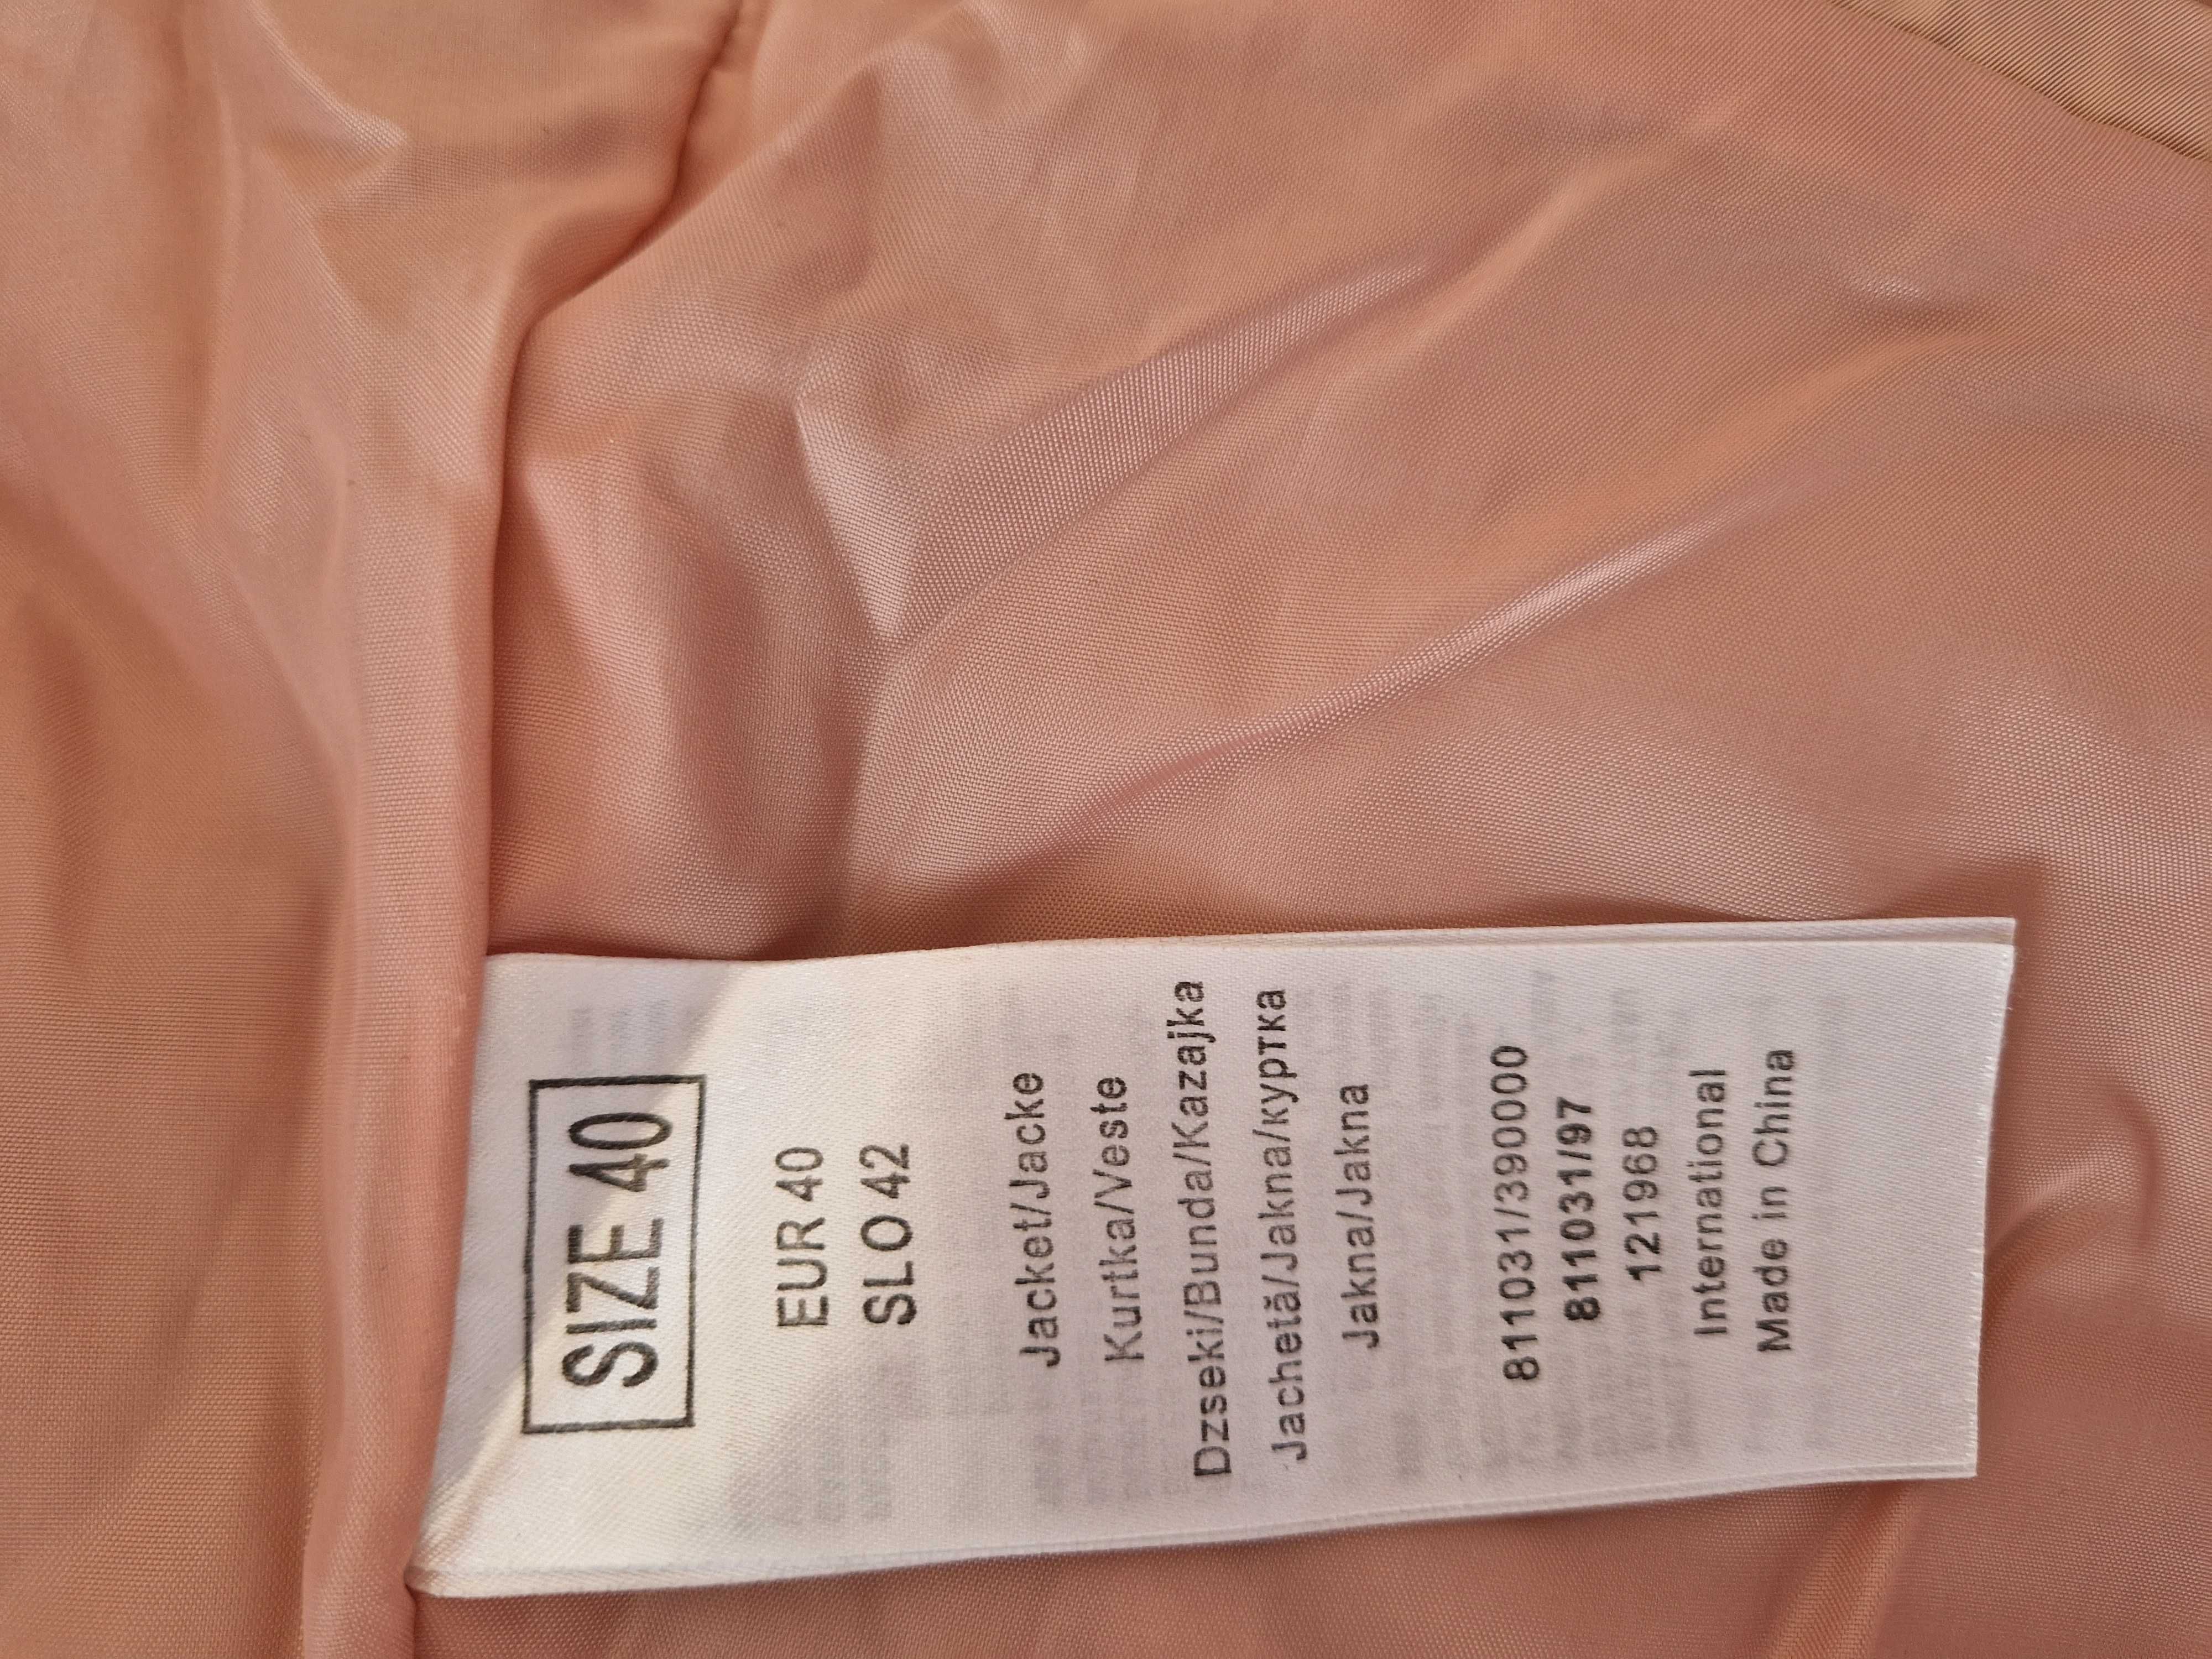 SIZE 40
EUR 40
SLO 42
Jacket/Jacke
Kurtka/Veste
Dzseki/Bunda/Kazajka
Jachetă/Jakna/куртка
Jakna/Jakna
811031/390000
811031/97
121968
International
Made in China